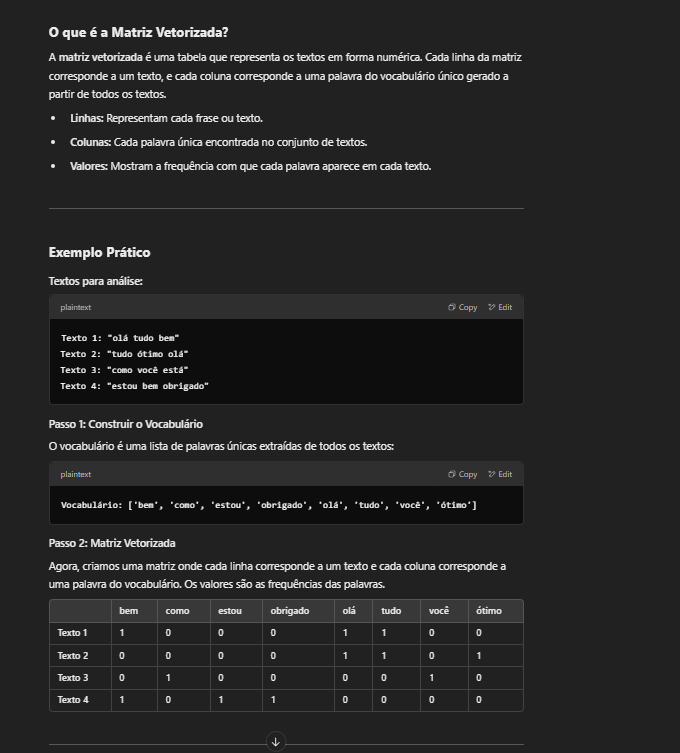 O que é a Matriz Vetorizada?
A matriz vetorizada é uma tabela que representa os textos em forma numérica. Cada linha da matriz
corresponde a um texto, e cada coluna corresponde a uma palavra do vocabulário único gerado a
partir de todos os textos.
• Linhas: Representam cada frase ou texto.
• Colunas: Cada palavra única encontrada no conjunto de textos.
• Valores: Mostram a frequência com que cada palavra aparece em cada texto.
Exemplo Prático
Textos para análise:
plaintext Copy Edit
Texto 1: "olá tudo bem"
Texto 2: "tudo ótimo olá"
Texto 3: "como você está"
Texto 4: "estou bem obrigado"
Passo 1: Construir o Vocabulário
O vocabulário é uma lista de palavras únicas extraídas de todos os textos:
plaintext Copy Edit
Vocabulário: ['bem', 'como', 'estou', 'obrigado', 'olá', 'tudo', 'você', 'ótimo']
Passo 2: Matriz Vetorizada
Agora, criamos uma matriz onde cada linha corresponde a um texto e cada coluna corresponde a
uma palavra do vocabulário. Os valores são as frequências das palavras.
bem como estou obrigado olá tudo você ótimo
Texto 1 1 0 0 0 1 1 0 0
Texto 2 0 0 0 0 1 1 0 1
Texto 3 0 1 0 0 0 0 1 0
Texto 4 1 0 1 1 0 0 0 0